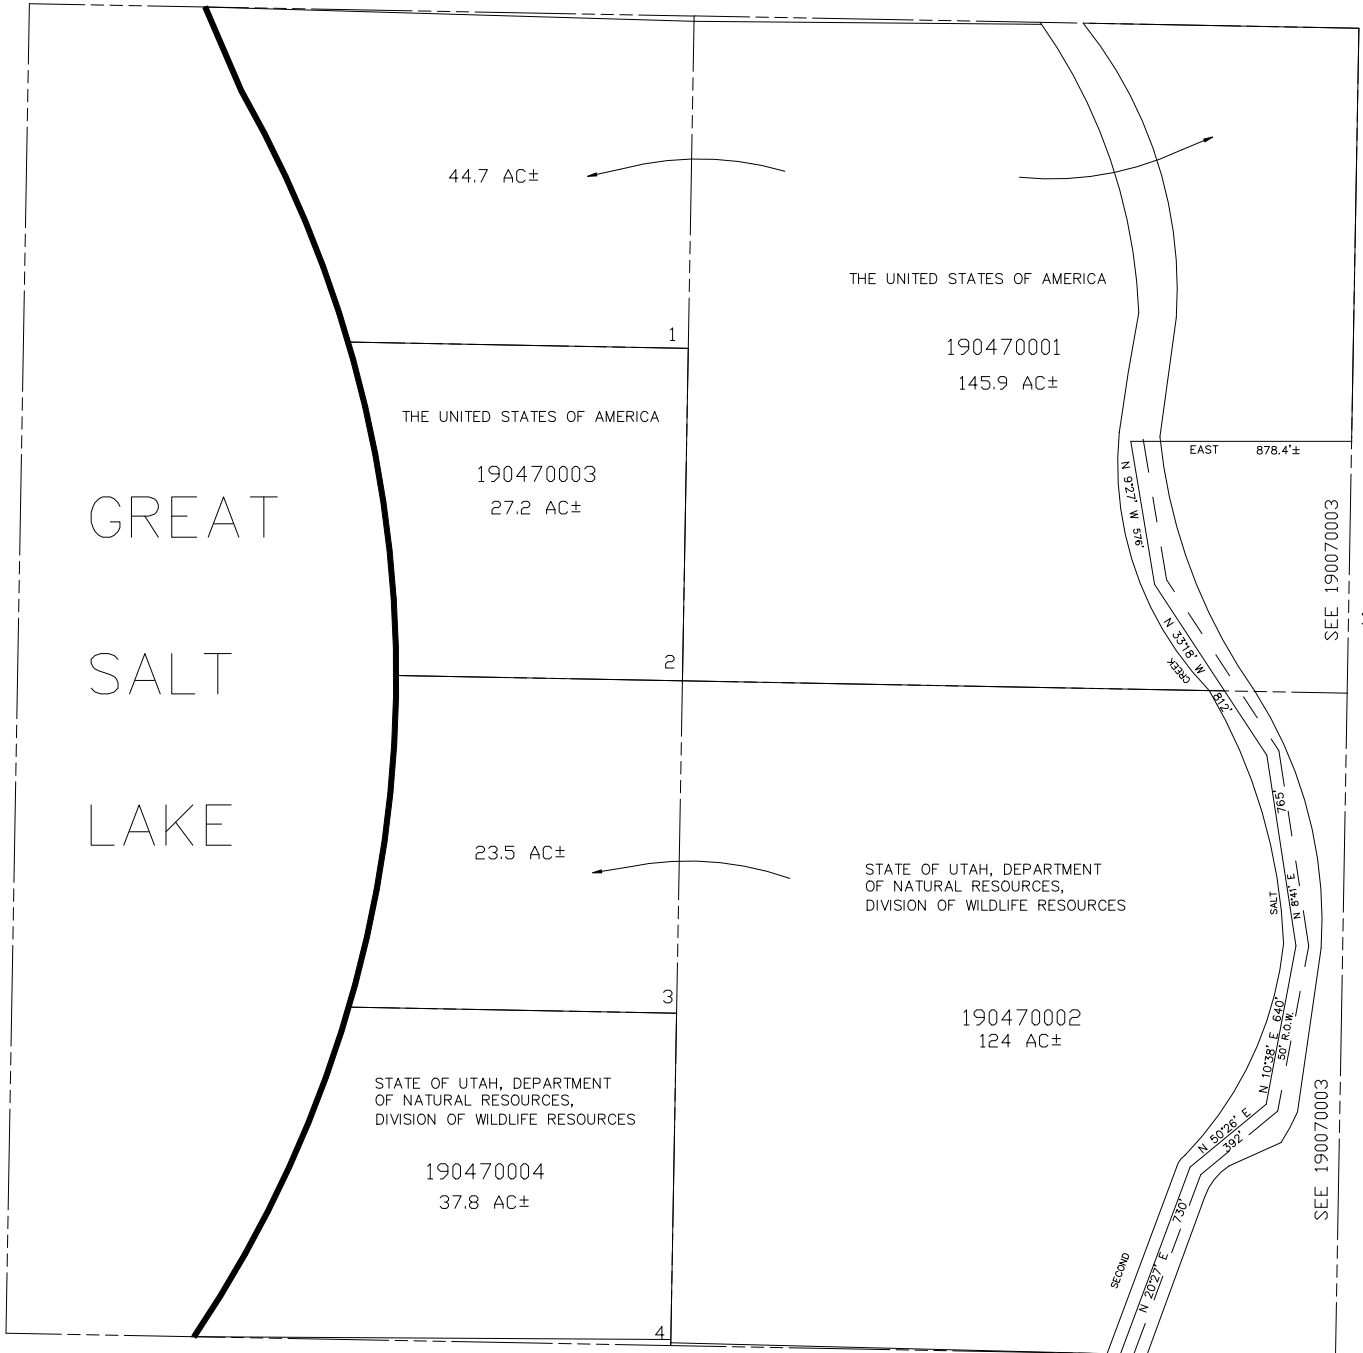 44.7 AC±
THE UNITED STATES OF AMERICA
190470001
145.9 AC±
1
THE UNITED STATES OF AMERICA
190470003
27.2 AC±
2
EAST 878.4'±
N 9°27' W 576'
N 33°18' W 812'
CREEK
SEE 190070003
GREAT
SALT
LAKE
23.5 AC±
3
STATE OF UTAH, DEPARTMENT
OF NATURAL RESOURCES,
DIVISION OF WILDLIFE RESOURCES
190470002
124 AC±
765'
N 8°41' E
SALT
N 10°38' E 640'
50' R.O.W.
N 50°26' E
392'
SEE 190070003
STATE OF UTAH, DEPARTMENT
OF NATURAL RESOURCES,
DIVISION OF WILDLIFE RESOURCES
190470004
37.8 AC±
4
SECOND
N 20°27' E 730'